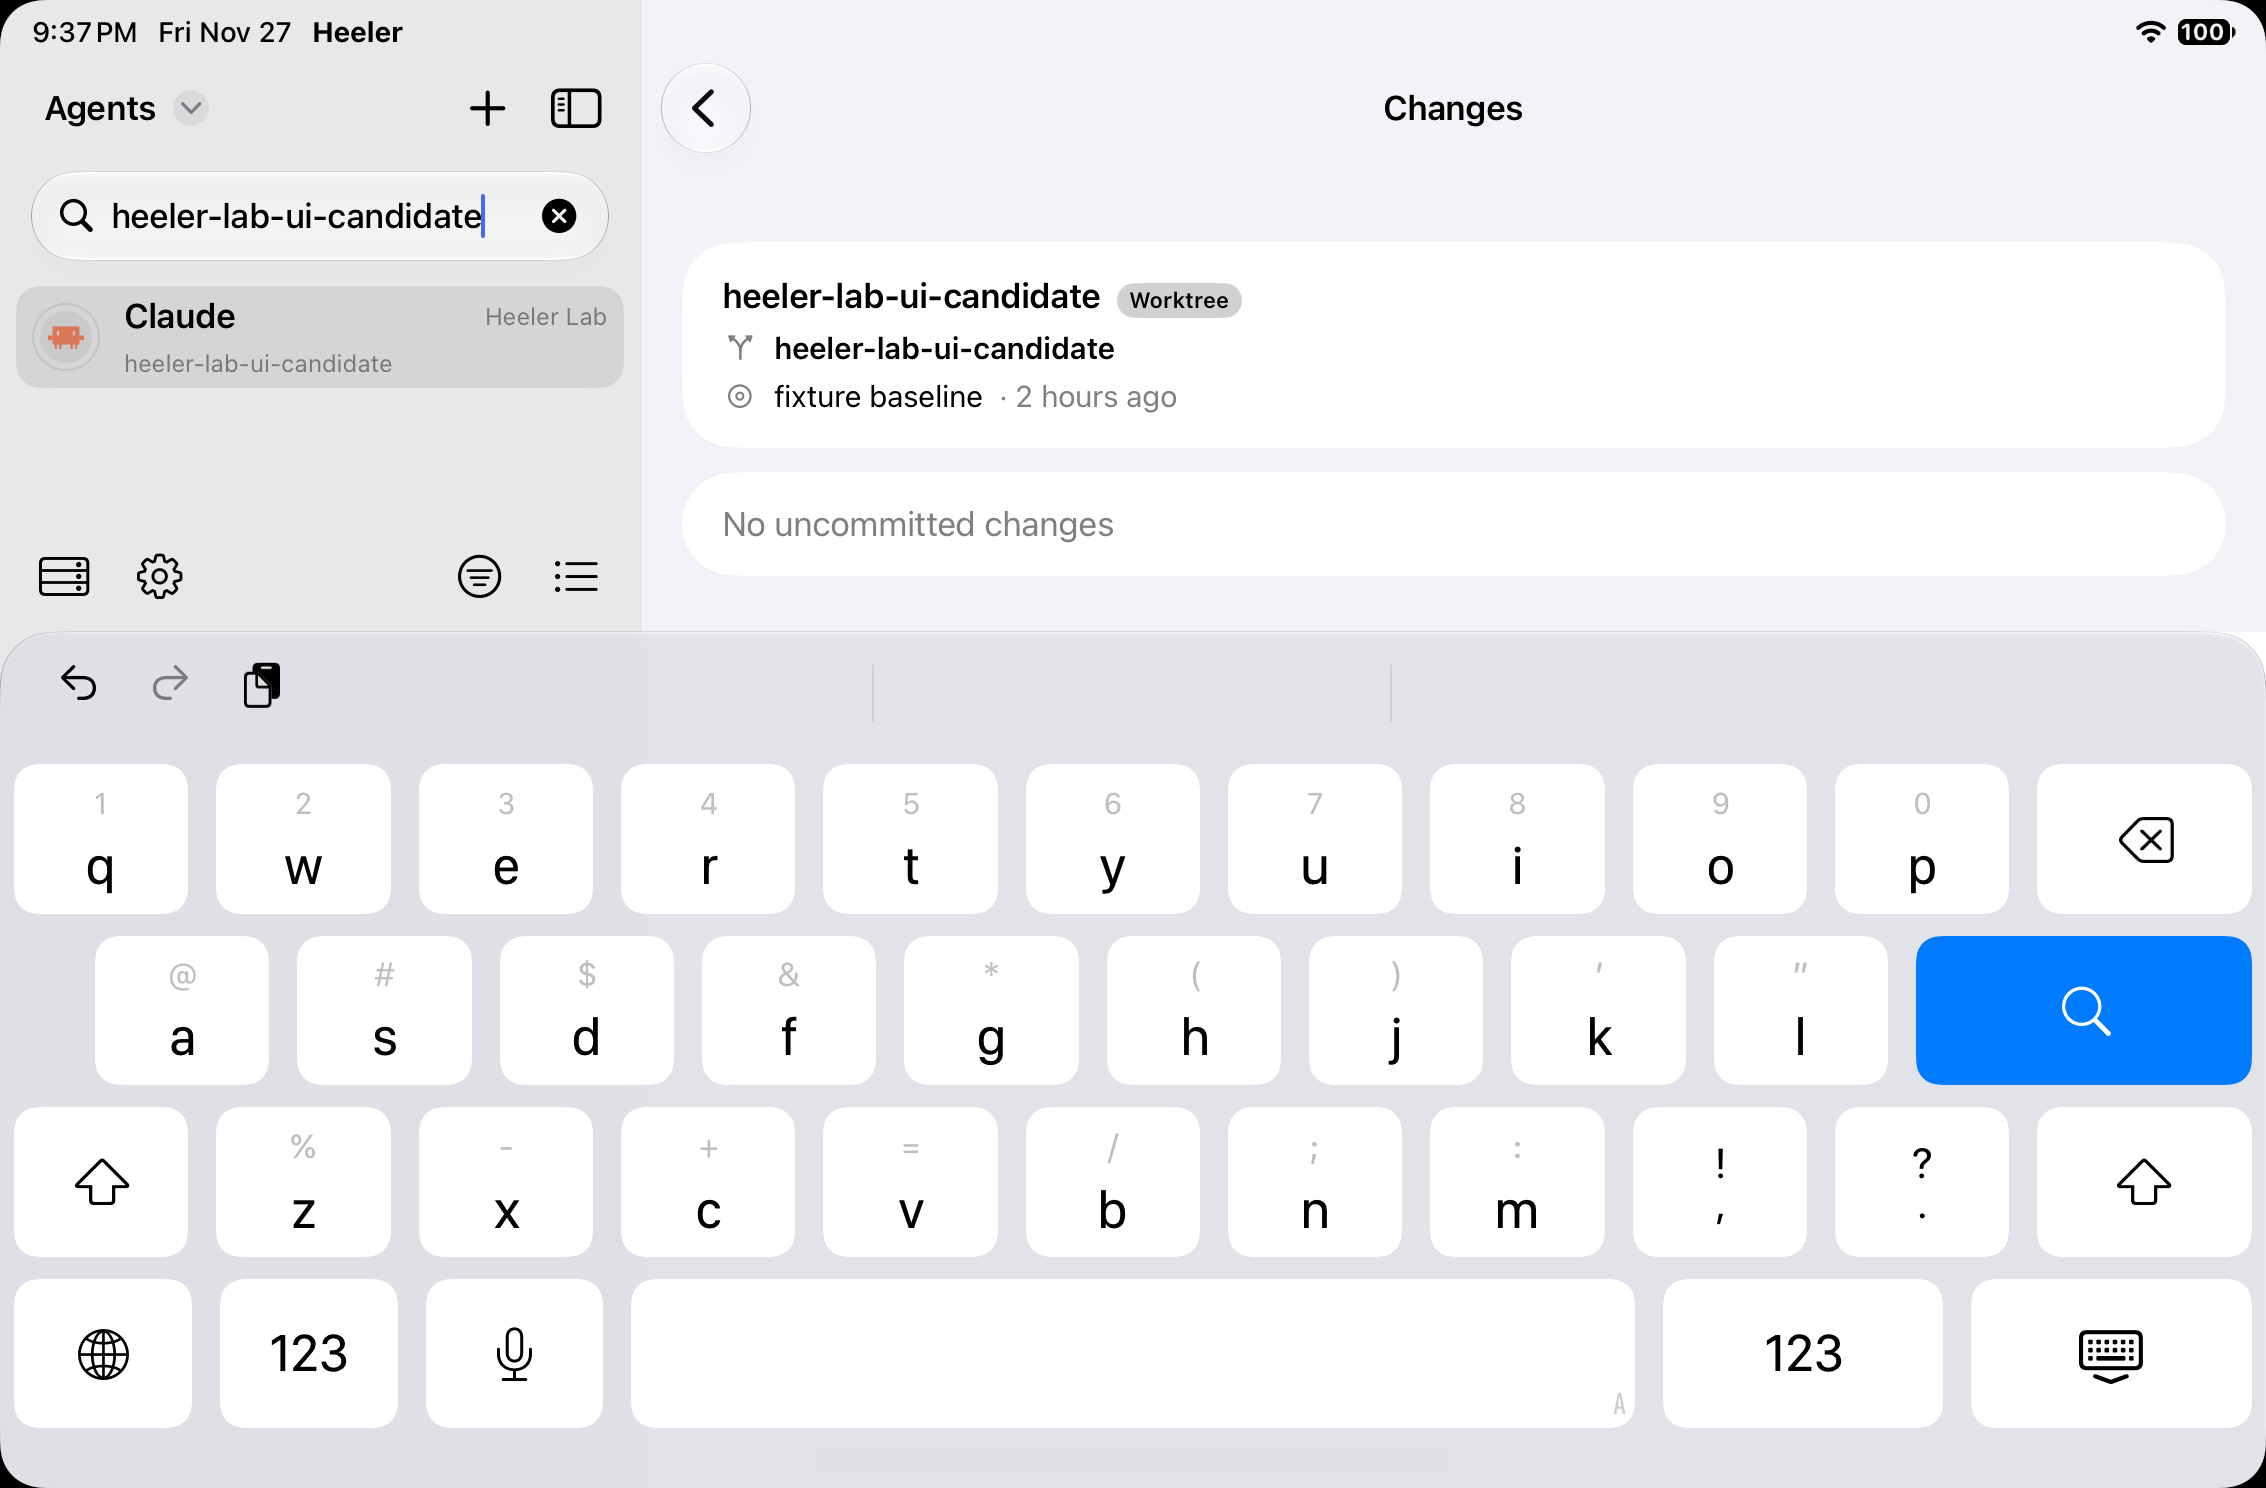 9:37 PM Fri Nov 27 Heeler
100
Agents
Changes
heeler-lab-ui-candidate
Claude
Heeler Lab
heeler-lab-ui-candidate
heeler-lab-ui-candidate Worktree
heeler-lab-ui-candidate
fixture baseline · 2 hours ago
No uncommitted changes
1 2 3 4 5 6 7 8 9 0
q w e r t y u i o p
@ # $ & * ( ) ' "
a s d f g h j k l
% - + = / ; : ! ?
z x c v b n m , .
123 123
A